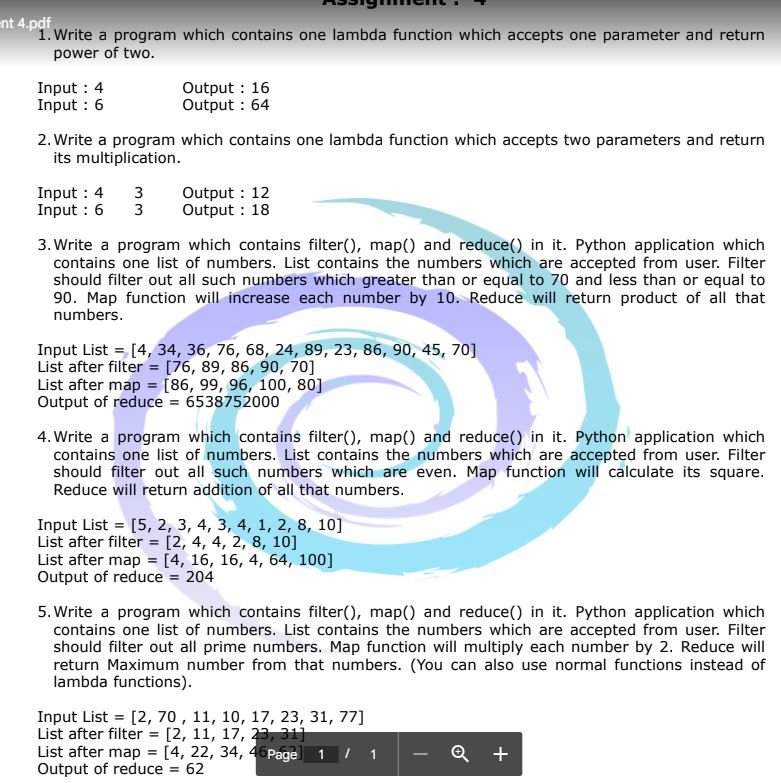 Assignment : 4
nt 4.pdf
1. Write a program which contains one lambda function which accepts one parameter and return
power of two.
Input : 4 Output : 16
Input : 6 Output : 64
2. Write a program which contains one lambda function which accepts two parameters and return
its multiplication.
Input : 4 3 Output : 12
Input : 6 3 Output : 18
3. Write a program which contains filter(), map() and reduce() in it. Python application which
contains one list of numbers. List contains the numbers which are accepted from user. Filter
should filter out all such numbers which greater than or equal to 70 and less than or equal to
90. Map function will increase each number by 10. Reduce will return product of all that
numbers.
Input List = [4, 34, 36, 76, 68, 24, 89, 23, 86, 90, 45, 70]
List after filter = [76, 89, 86, 90, 70]
List after map = [86, 99, 96, 100, 80]
Output of reduce = 6538752000
4. Write a program which contains filter(), map() and reduce() in it. Python application which
contains one list of numbers. List contains the numbers which are accepted from user. Filter
should filter out all such numbers which are even. Map function will calculate its square.
Reduce will return addition of all that numbers.
Input List = [5, 2, 3, 4, 3, 4, 1, 2, 8, 10]
List after filter = [2, 4, 4, 2, 8, 10]
List after map = [4, 16, 16, 4, 64, 100]
Output of reduce = 204
5. Write a program which contains filter(), map() and reduce() in it. Python application which
contains one list of numbers. List contains the numbers which are accepted from user. Filter
should filter out all prime numbers. Map function will multiply each number by 2. Reduce will
return Maximum number from that numbers. (You can also use normal functions instead of
lambda functions).
Input List = [2, 70 , 11, 10, 17, 23, 31, 77]
List after filter = [2, 11, 17, 23, 31]
List after map = [4, 22, 34, 46, 62]
Output of reduce = 62
Page 1 / 1